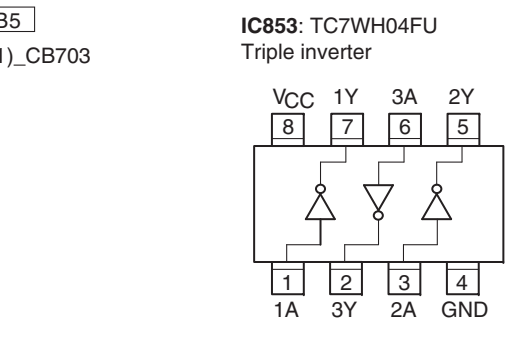 B5
1)_CB703
IC853: TC7WH04FU
Triple inverter
VCC 1Y 3A 2Y
8 7 6 5
1 2 3 4
1A 3Y 2A GND